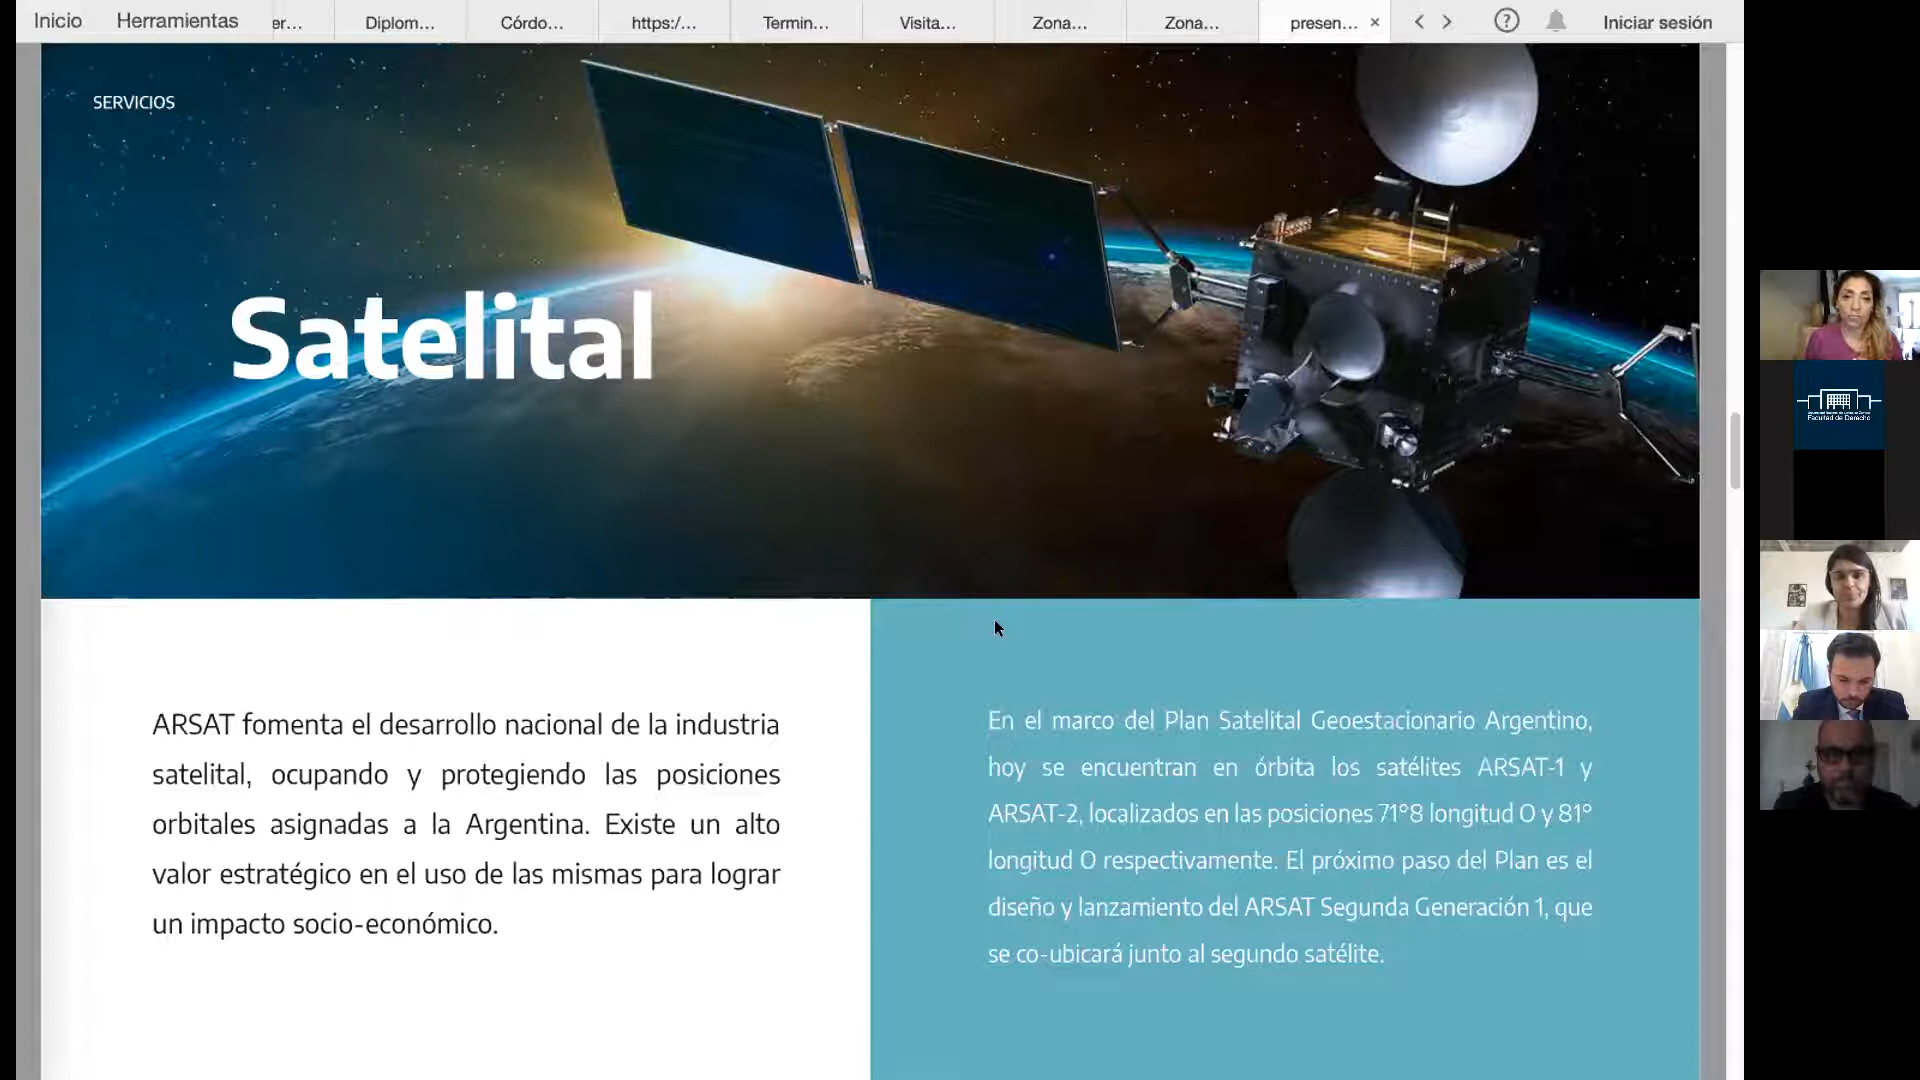 Inicio
Herramientas
er...
Diplom...
Córdo...
https:/...
Termin...
Visita...
Zona...
Zona...
presen...
Iniciar sesión
SERVICIOS
Satelital
ARSAT fomenta el desarrollo nacional de la industria
satelital, ocupando y protegiendo las posiciones
orbitales asignadas a la Argentina. Existe un alto
valor estratégico en el uso de las mismas para lograr
un impacto socio-económico.
En el marco del Plan Satelital Geoestacionario Argentino,
hoy se encuentran en órbita los satélites ARSAT-1 y
ARSAT-2, localizados en las posiciones 71°8 longitud O y 81°
longitud O respectivamente. El próximo paso del Plan es el
diseño y lanzamiento del ARSAT Segunda Generación 1, que
se co-ubicará junto al segundo satélite.
Facultad de Derecho